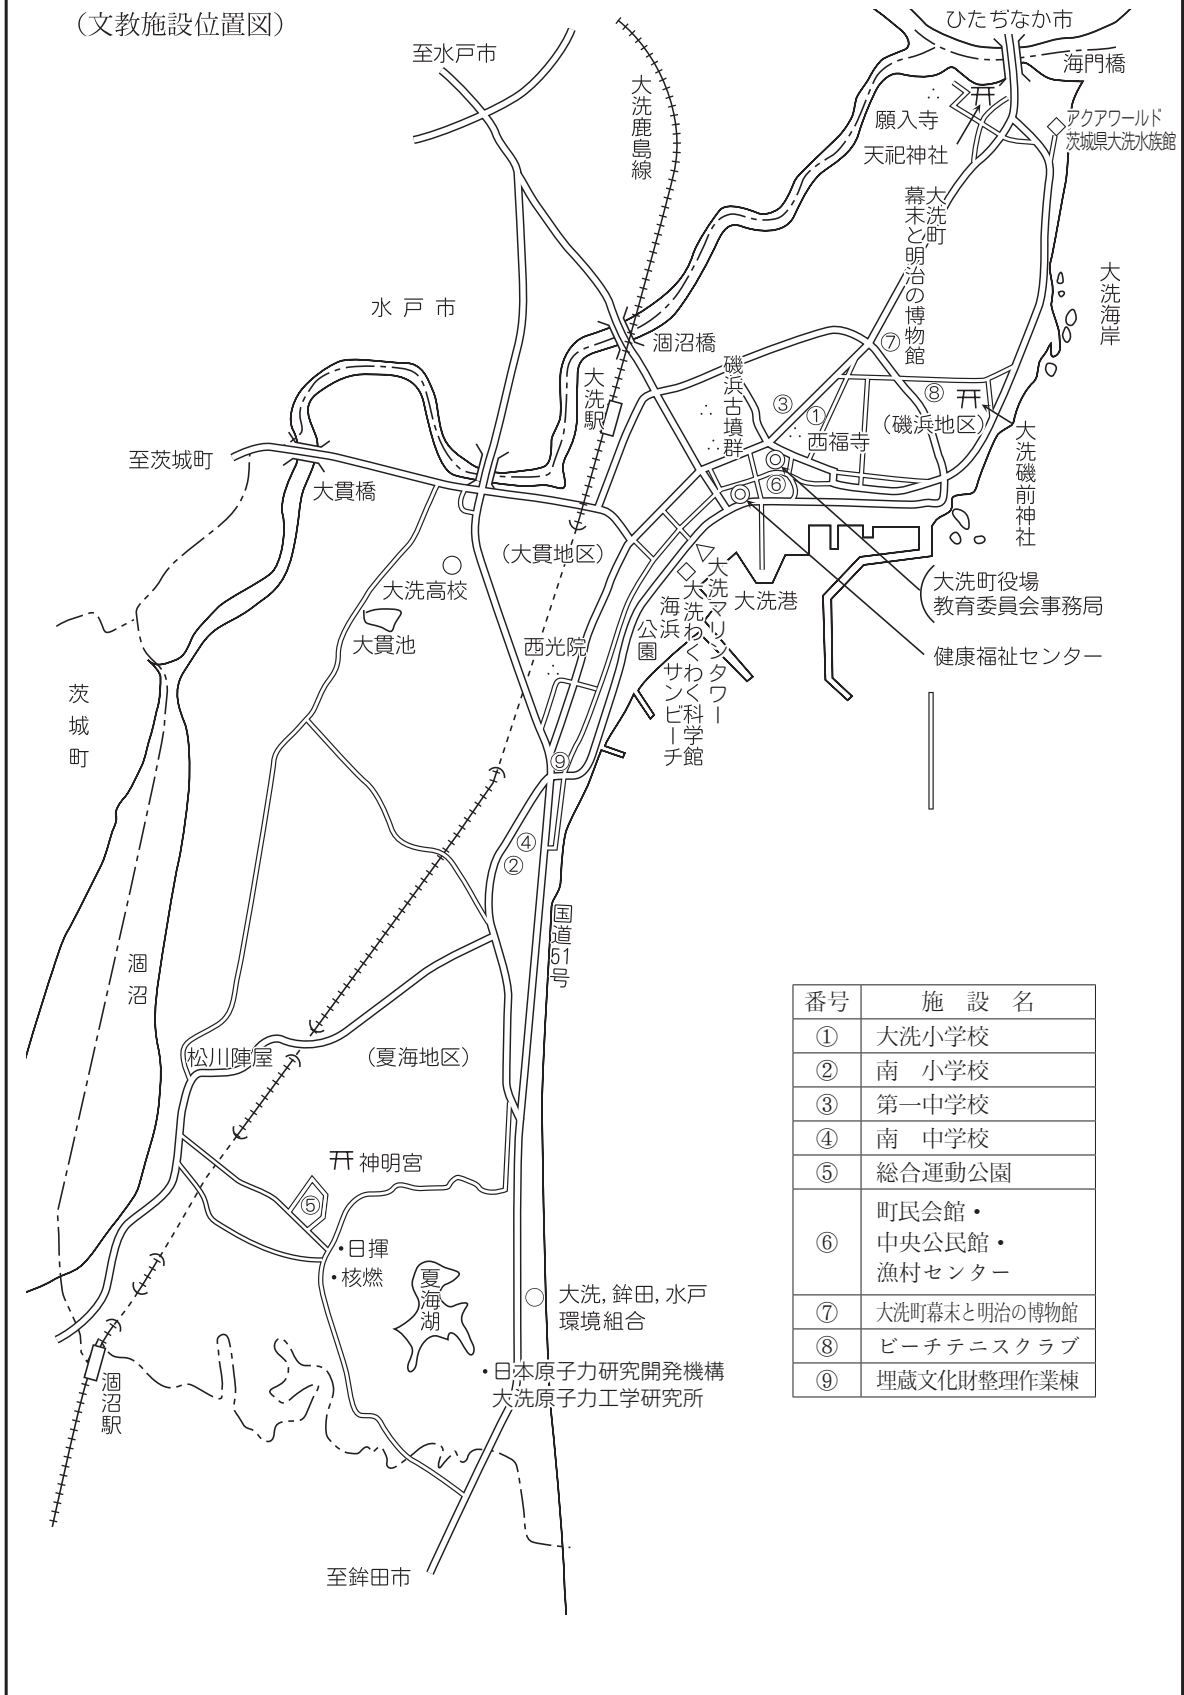 （文教施設位置図）
ひたちなか市
至水戸市
海門橋
大洗鹿島線
願入寺
アクアワールド
茨城県大洗水族館
天祀神社
大洗町
幕末と明治の博物館
大洗海岸
水戸市
涸沼橋
⑦
磯浜古墳群
大洗駅
③
①
⑧
（磯浜地区）
西福寺
大洗磯前神社
至茨城町
大貫橋
⑥
（大貫地区）
大洗高校
大貫池
大洗マリンタワー
大洗わくわく科学館
大洗港
大洗町役場
教育委員会事務局
海浜公園
サンビーチ
西光院
健康福祉センター
茨城町
⑨
④
②
国道51号
涸沼
松川陣屋
（夏海地区）
神明宮
⑤
・日揮
・核燃
夏海湖
大洗, 鉾田, 水戸
環境組合
・日本原子力研究開発機構
大洗原子力工学研究所
涸沼駅
至鉾田市
番号 施 設 名
① 大洗小学校
② 南 小学校
③ 第一中学校
④ 南 中学校
⑤ 総合運動公園
⑥ 町民会館・
中央公民館・
漁村センター
⑦ 大洗町幕末と明治の博物館
⑧ ビーチテニスクラブ
⑨ 埋蔵文化財整理作業棟